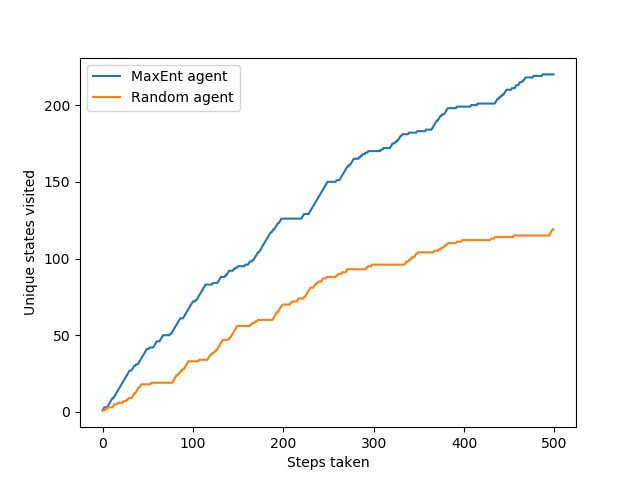 MaxEnt agent
Random agent
Unique states visited
200
150
100
50
0
0 100 200 300 400 500
Steps taken